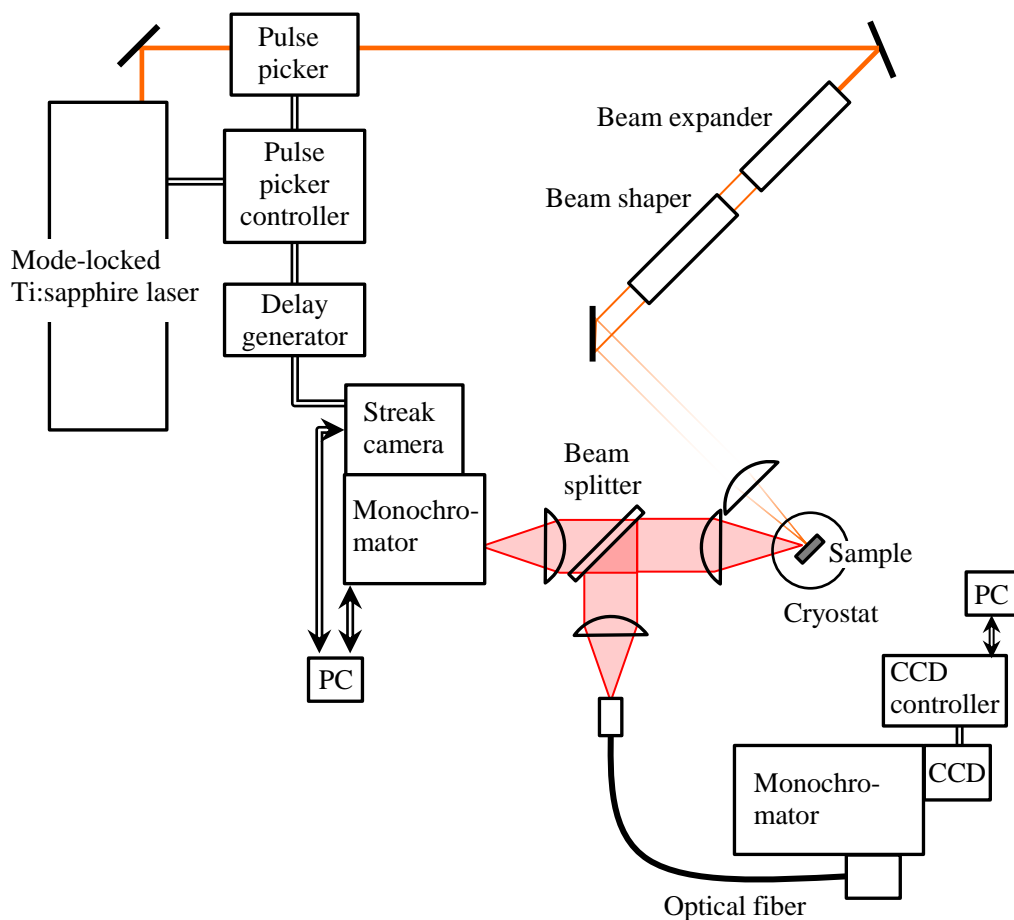 Pulse
picker
Beam expander
Pulse
picker
controller
Beam shaper
Mode-locked
Ti:sapphire laser
Delay
generator
Streak
camera
Beam
splitter
Monochro-
mator
Sample
Cryostat
PC
PC
CCD
controller
Monochro-
mator
CCD
Optical fiber